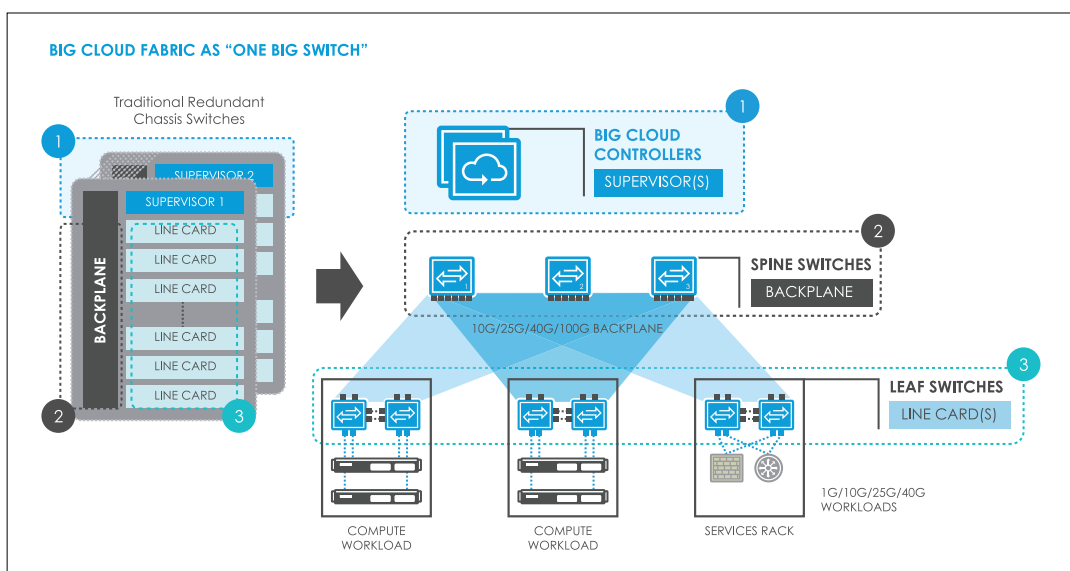 BIG CLOUD FABRIC AS “ONE BIG SWITCH”
Traditional Redundant
Chassis Switches
1
SUPERVISOR 2
SUPERVISOR 1
BACKPLANE
LINE CARD
LINE CARD
LINE CARD
LINE CARD
LINE CARD
LINE CARD
2
3
1
BIG CLOUD
CONTROLLERS
SUPERVISOR(S)
2
SPINE SWITCHES
BACKPLANE
1
2
3
10G/25G/40G/100G BACKPLANE
3
LEAF SWITCHES
LINE CARD(S)
1G/10G/25G/40G
WORKLOADS
COMPUTE
WORKLOAD
COMPUTE
WORKLOAD
SERVICES RACK